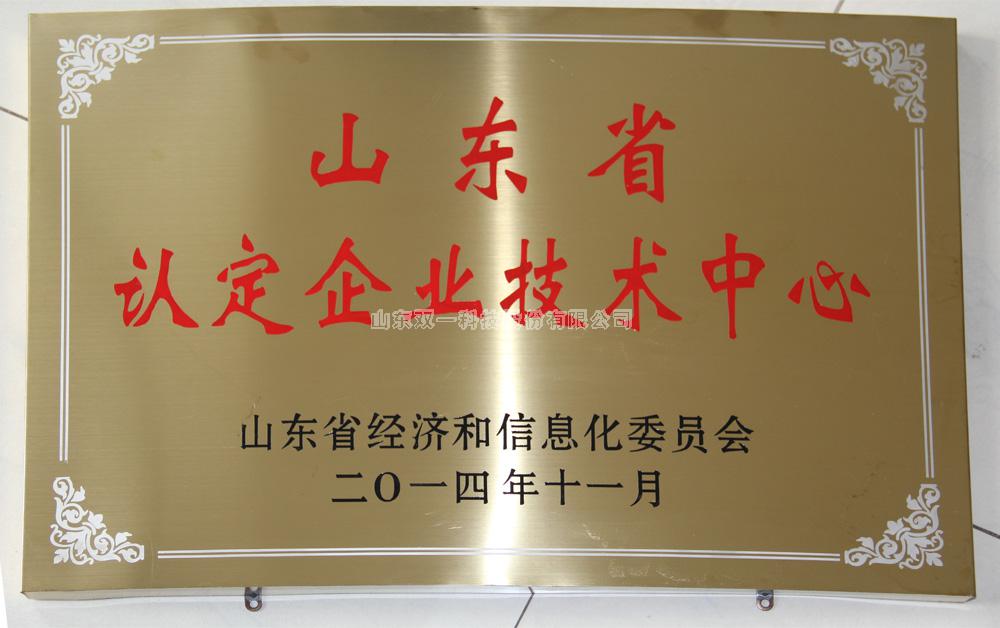 山东省
认定企业技术中心
山东双一科技股份有限公司
山东省经济和信息化委员会
二〇一四年十一月